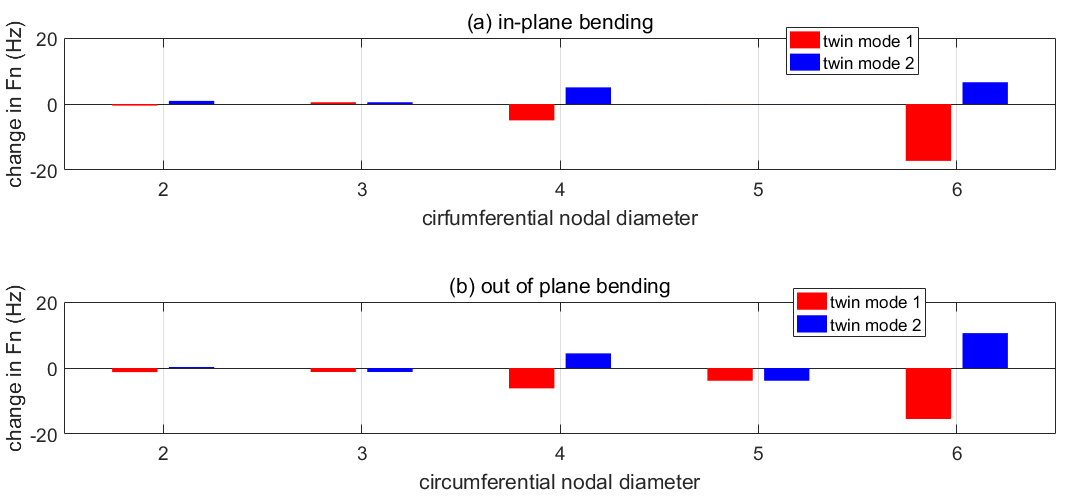 (a) in-plane bending
change in Fn (Hz)
20
0
-20
twin mode 1
twin mode 2
2 3 4 5 6
cirfumferential nodal diameter
(b) out of plane bending
change in Fn (Hz)
20
0
-20
twin mode 1
twin mode 2
2 3 4 5 6
circumferential nodal diameter